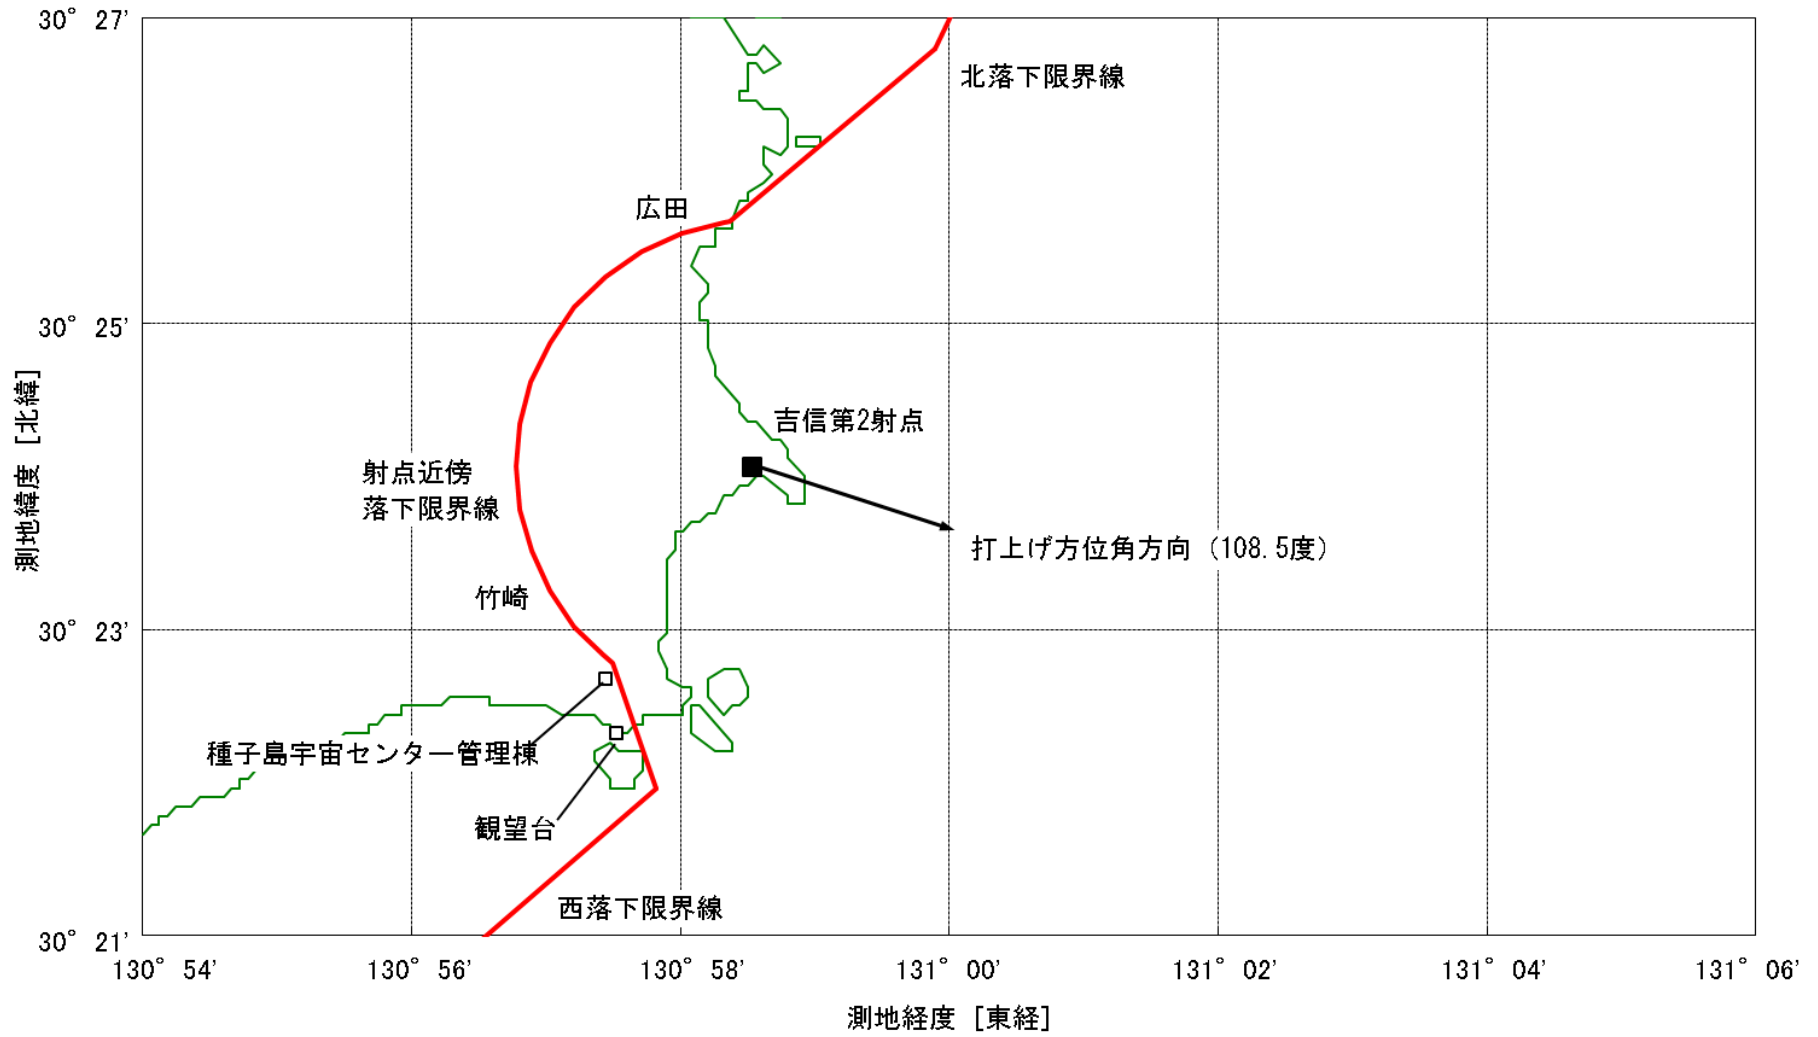 30° 27'
北落下限界線
広田
30° 25'
吉信第2射点
射点近傍
落下限界線
打上げ方位角方向 (108.5度)
竹崎
30° 23'
種子島宇宙センター管理棟
観望台
西落下限界線
30° 21'
測地緯度 [北緯]
130° 54' 130° 56' 130° 58' 131° 00' 131° 02' 131° 04' 131° 06'
測地経度 [東経]